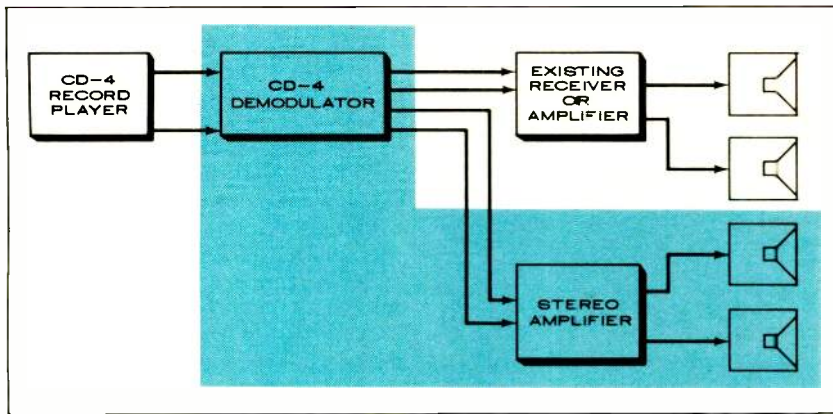 CD-4
RECORD
PLAYER
CD-4
DEMODULATOR
EXISTING
RECEIVER
OR
AMPLIFIER
STEREO
AMPLIFIER